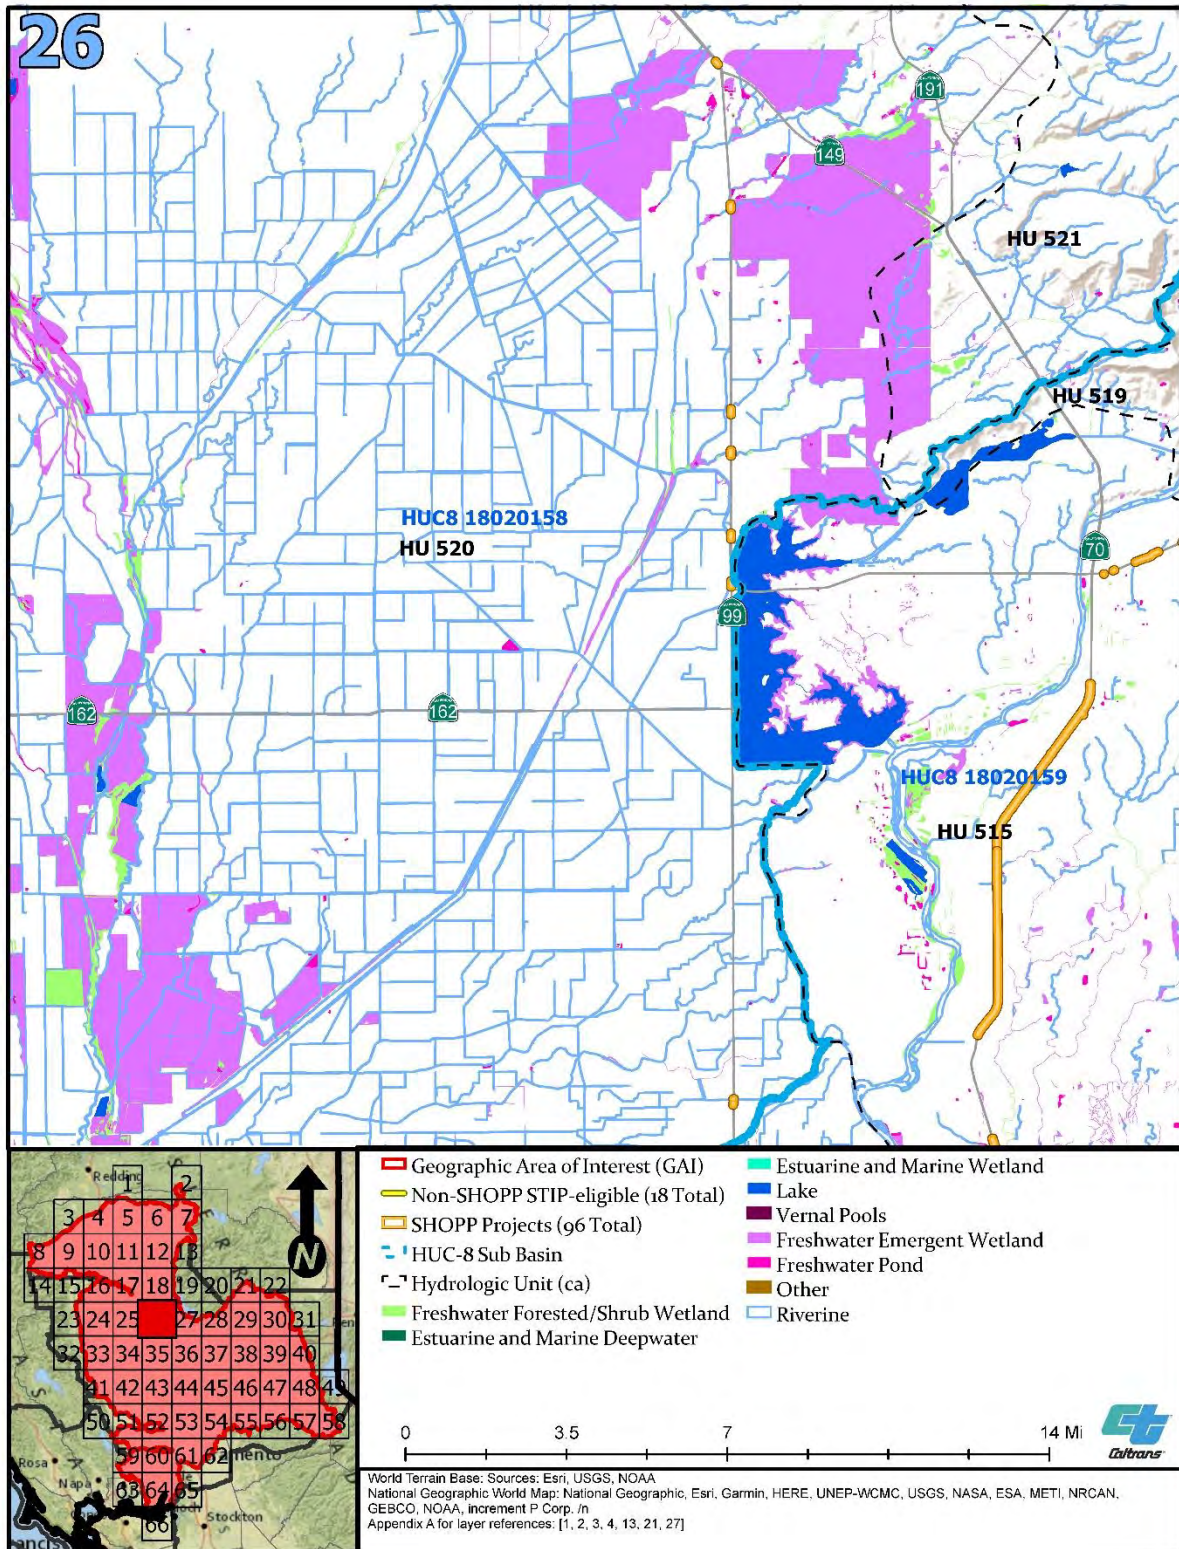 26
191
149
HU 521
HU 519
HUC8 18020158
HU 520
70
99
162
162
HUC8 18020159
HU 515
Redding
1 2
3 4 5 6 7
8 9 10 11 12 13
14 15 16 17 18 19 20 21 22
23 24 25 27 28 29 30 31
32 33 34 35 36 37 38 39 40
41 42 43 44 45 46 47 48 49
50 51 52 53 54 55 56 57 58
59 60 61 62
63 64 65
66
Rosa
Napa
Stockton
N
Geographic Area of Interest (GAI)
Non-SHOPP STIP-eligible (18 Total)
SHOPP Projects (96 Total)
HUC-8 Sub Basin
Hydrologic Unit (ca)
Freshwater Forested/Shrub Wetland
Estuarine and Marine Deepwater
Estuarine and Marine Wetland
Lake
Vernal Pools
Freshwater Emergent Wetland
Freshwater Pond
Other
Riverine
0 3.5 7 14 Mi
Caltrans
World Terrain Base: Sources: Esri, USGS, NOAA
National Geographic World Map: National Geographic, Esri, Garmin, HERE, UNEP-WCMC, USGS, NASA, ESA, METI, NRCAN,
GEBCO, NOAA, increment P Corp. /n
Appendix A for layer references: [1, 2, 3, 4, 13, 21, 27]